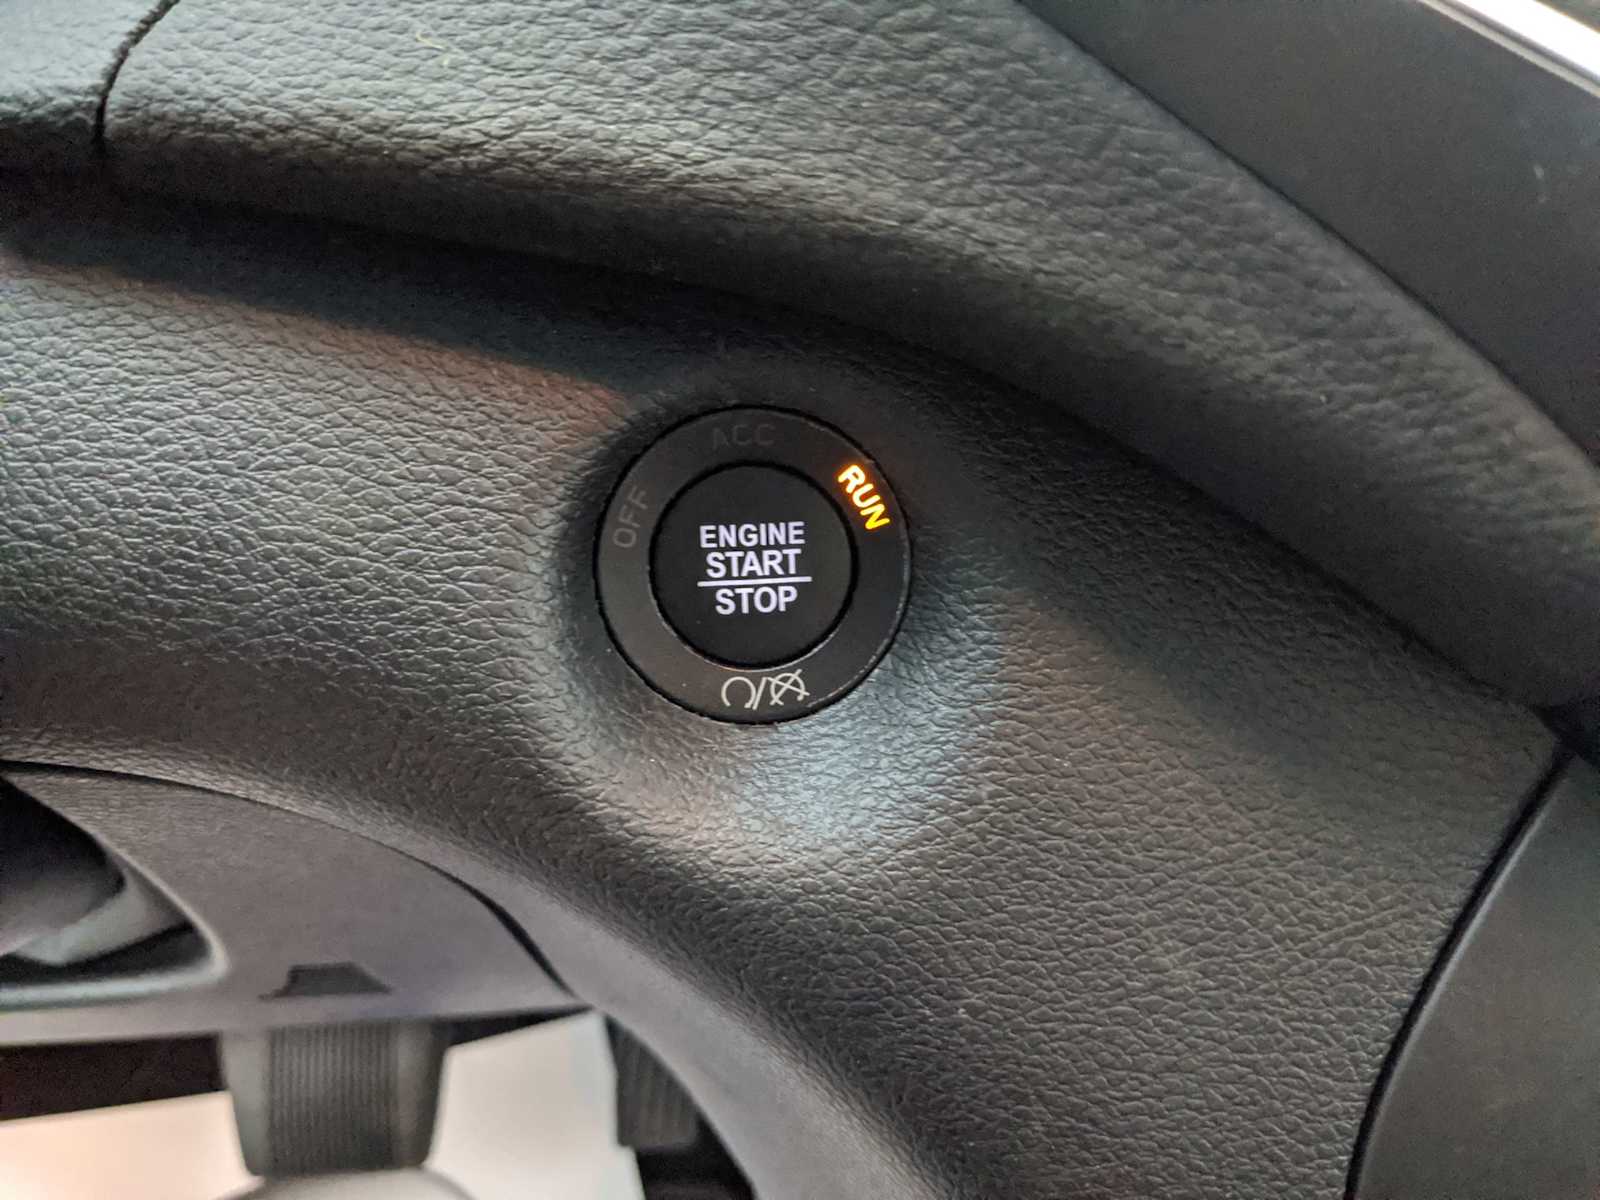 ACC
RUN
OFF
ENGINE
START
STOP